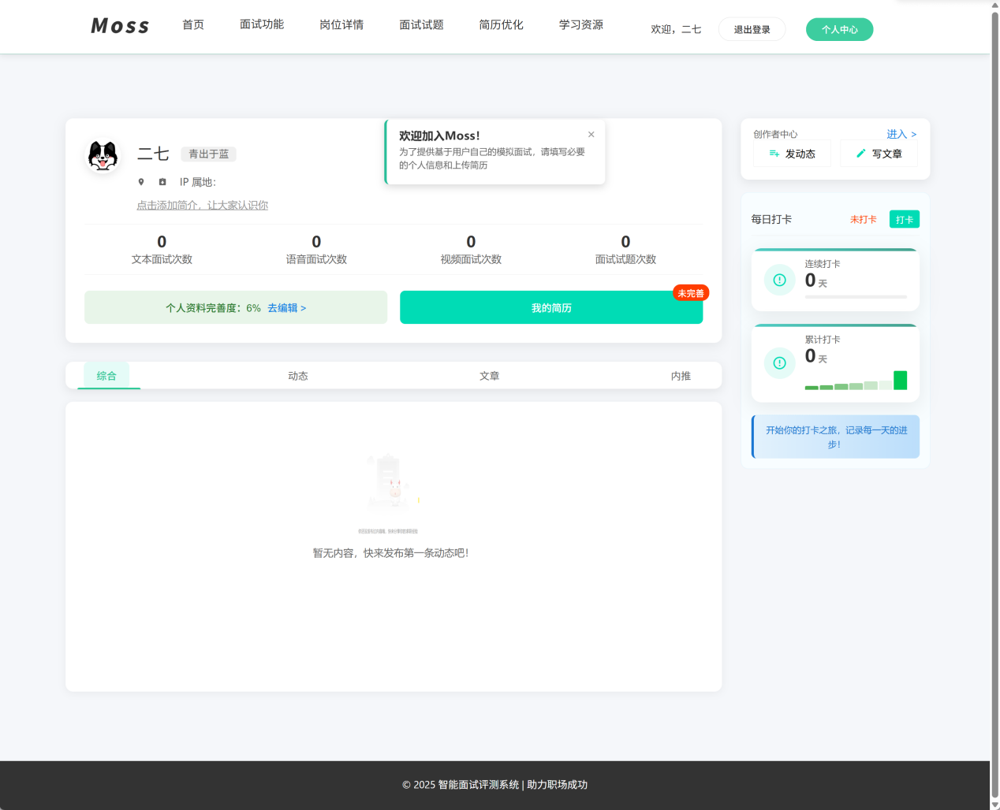 Moss
首页
面试功能
岗位详情
面试试题
简历优化
学习资源
欢迎，二七
退出登录
个人中心
二七
青出于蓝
IP 属地：
点击添加简介，让大家认识你
欢迎加入Moss！
×
为了提供基于用户自己的模拟面试，请填写必要
的个人信息和上传简历
0
文本面试次数
0
语音面试次数
0
视频面试次数
0
面试试题次数
个人资料完善度：6% 去编辑 >
我的简历
未完善
综合
动态
文章
内推
暂无内容，快来发布第一条动态吧！
创作者中心
进入 >
发动态
写文章
每日打卡
未打卡
打卡
连续打卡
0 天
累计打卡
0 天
开始你的打卡之旅，记录每一天的进
步！
© 2025 智能面试评测系统 | 助力职场成功